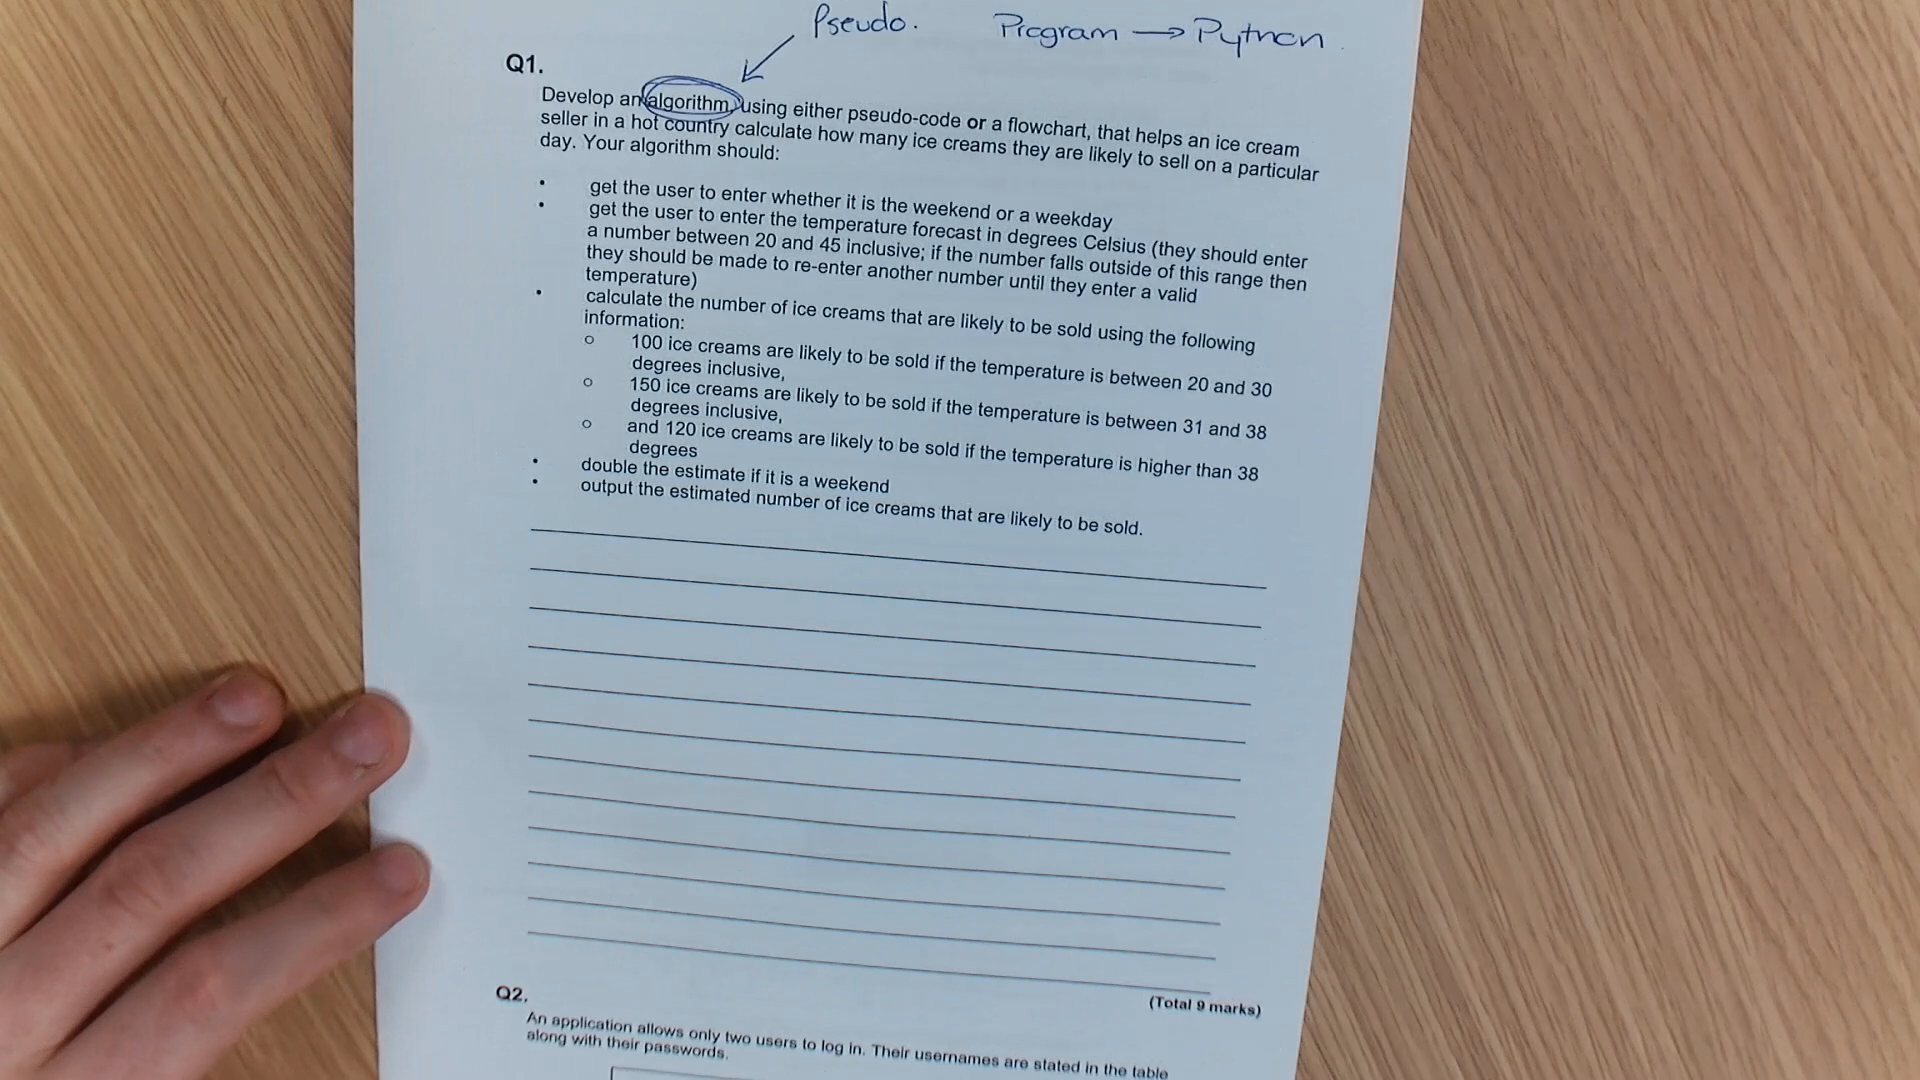 Pseudo. Program → Python.
Q1.
Develop an algorithm, using either pseudo-code or a flowchart, that helps an ice cream
seller in a hot country calculate how many ice creams they are likely to sell on a particular
day. Your algorithm should:
• get the user to enter whether it is the weekend or a weekday
• get the user to enter the temperature forecast in degrees Celsius (they should enter
a number between 20 and 45 inclusive; if the number falls outside of this range then
they should be made to re-enter another number until they enter a valid
temperature)
• calculate the number of ice creams that are likely to be sold using the following
information:
o 100 ice creams are likely to be sold if the temperature is between 20 and 30
degrees inclusive,
o 150 ice creams are likely to be sold if the temperature is between 31 and 38
degrees inclusive,
o and 120 ice creams are likely to be sold if the temperature is higher than 38
degrees
• double the estimate if it is a weekend
• output the estimated number of ice creams that are likely to be sold.
(Total 9 marks)
Q2.
An application allows only two users to log in. Their usernames are stated in the table
along with their passwords.